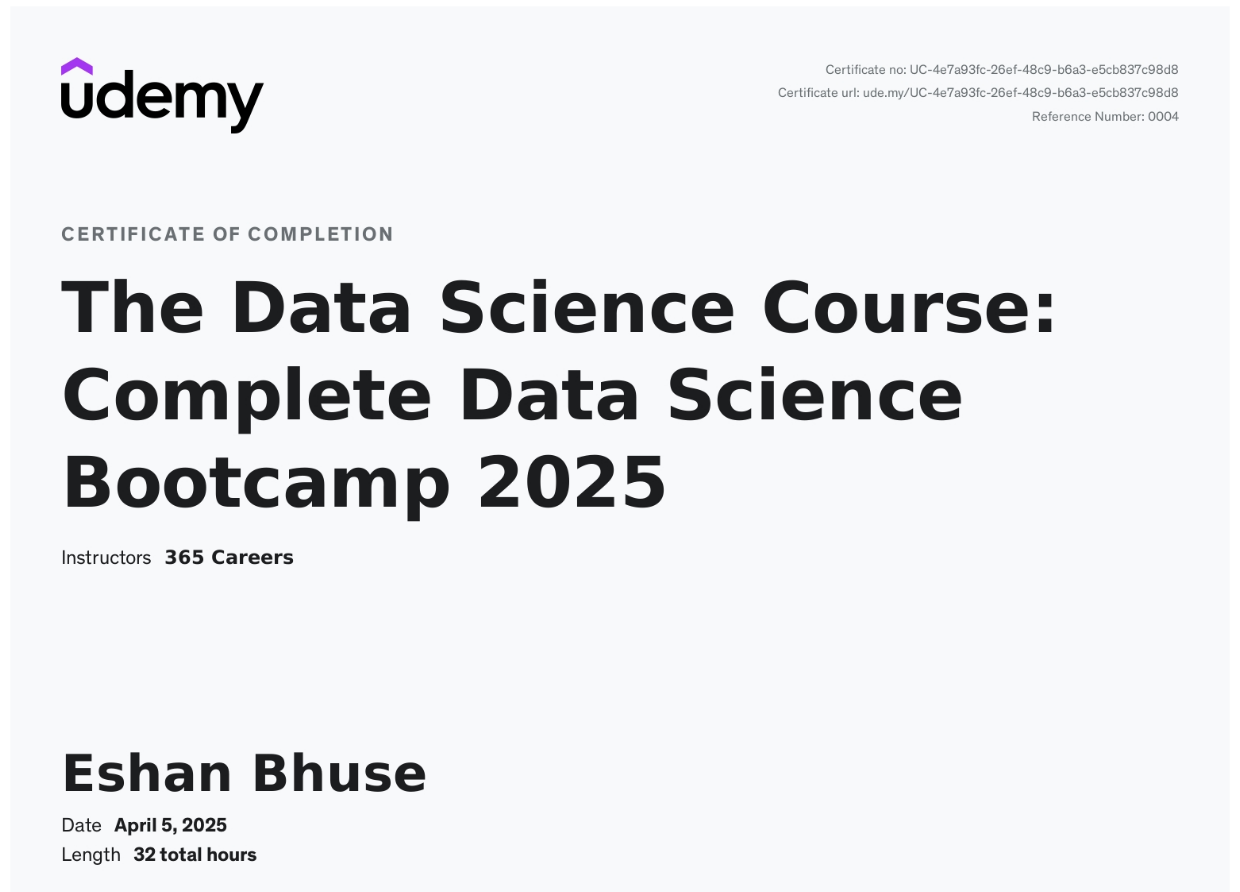 udemy
Certificate no: UC-4e7a93fc-26ef-48c9-b6a3-e5cb837c98d8
Certificate url: ude.my/UC-4e7a93fc-26ef-48c9-b6a3-e5cb837c98d8
Reference Number: 0004
CERTIFICATE OF COMPLETION
The Data Science Course:
Complete Data Science
Bootcamp 2025
Instructors 365 Careers
Eshan Bhuse
Date April 5, 2025
Length 32 total hours